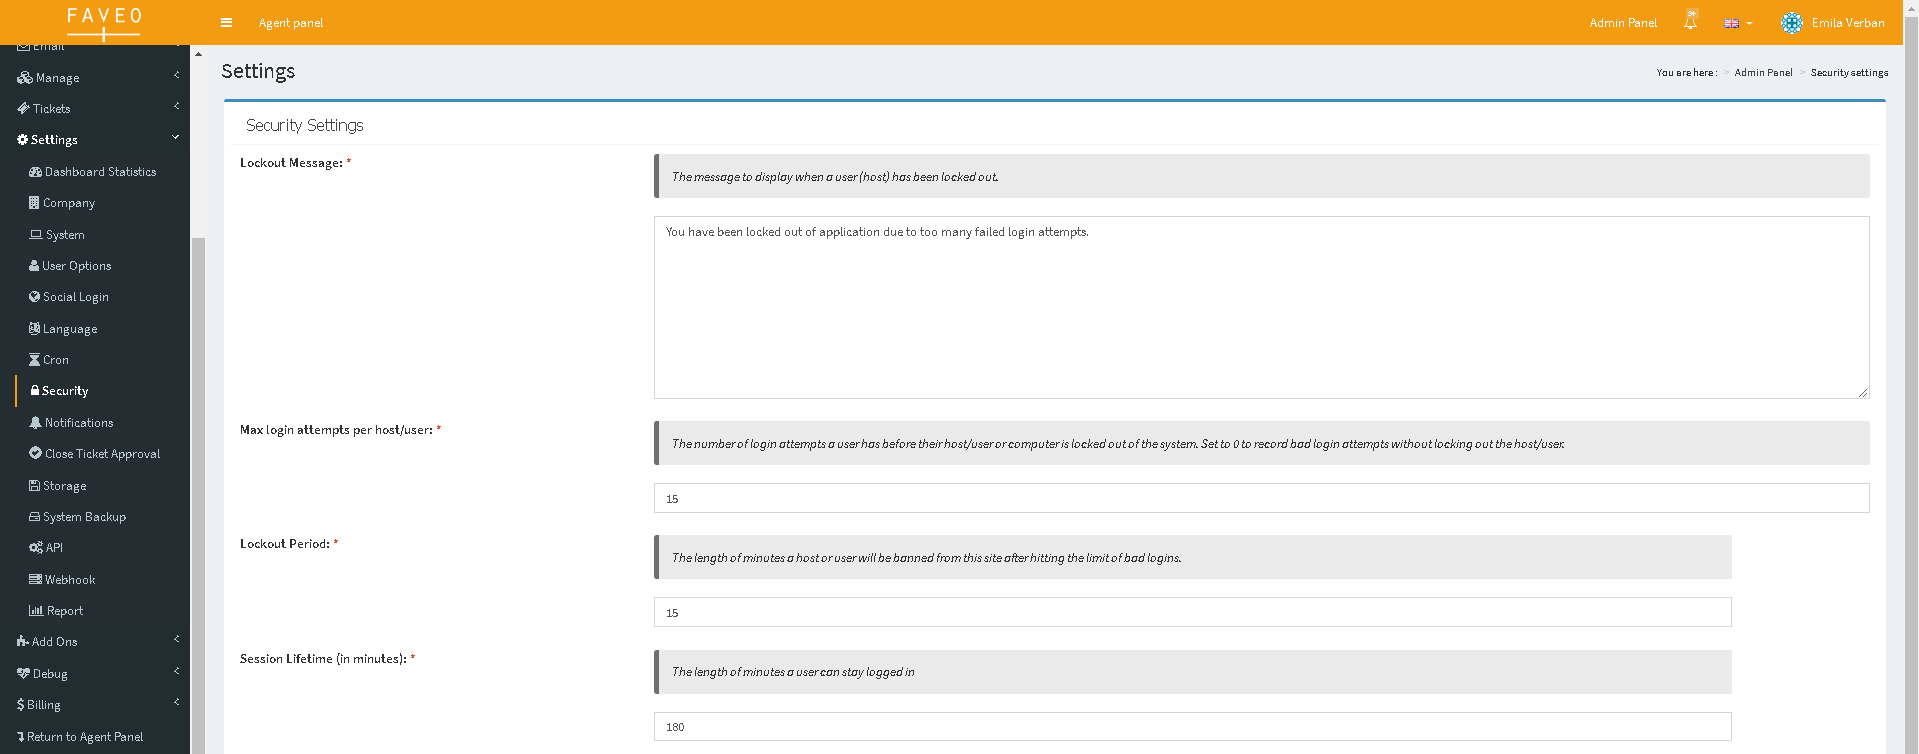 FAVEO
Agent panel
Admin Panel
9+
Emila Verban
Email
Manage
Tickets
Settings
Dashboard Statistics
Company
System
User Options
Social Login
Language
Cron
Security
Notifications
Close Ticket Approval
Storage
System Backup
API
Webhook
Report
Add Ons
Debug
Billing
Return to Agent Panel
Settings
You are here : > Admin Panel > Security settings
Security Settings
Lockout Message: *
The message to display when a user (host) has been locked out.
You have been locked out of application due to too many failed login attempts.
Max login attempts per host/user: *
The number of login attempts a user has before their host/user or computer is locked out of the system. Set to 0 to record bad login attempts without locking out the host/user.
15
Lockout Period: *
The length of minutes a host or user will be banned from this site after hitting the limit of bad logins.
15
Session Lifetime (in minutes): *
The length of minutes a user can stay logged in
180